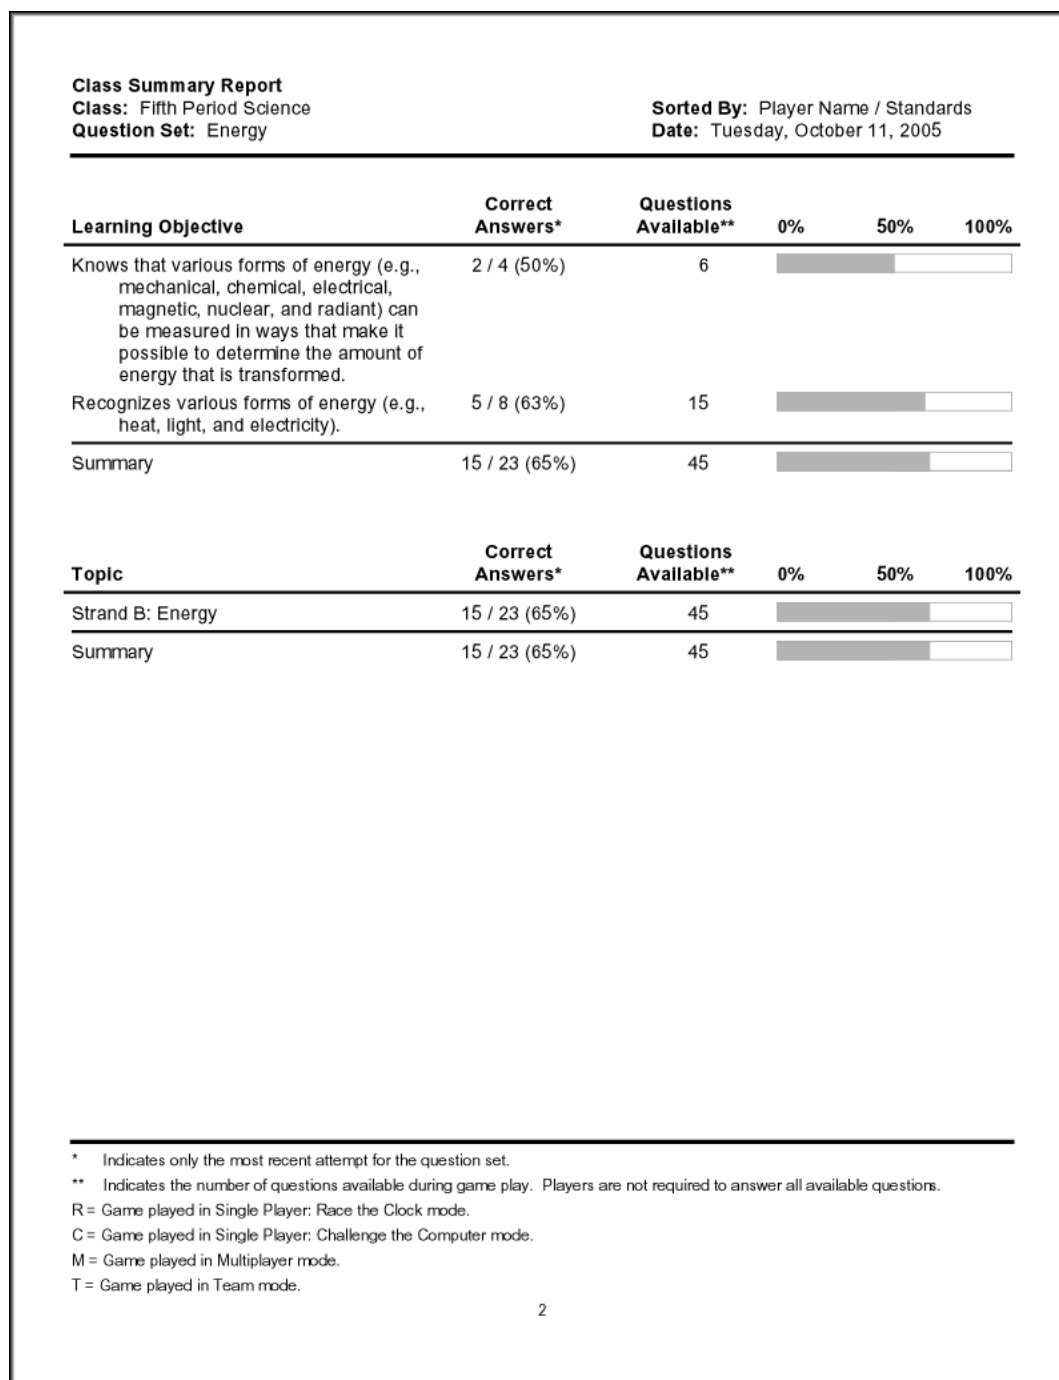 Class Summary Report
Class: Fifth Period Science
Sorted By: Player Name / Standards
Question Set: Energy
Date: Tuesday, October 11, 2005
Correct Questions
Learning Objective Answers* Available** 0% 50% 100%
Knows that various forms of energy (e.g., 2 / 4 (50%) 6
mechanical, chemical, electrical,
magnetic, nuclear, and radiant) can
be measured in ways that make it
possible to determine the amount of
energy that is transformed.
Recognizes various forms of energy (e.g., 5 / 8 (63%) 15
heat, light, and electricity).
Summary 15 / 23 (65%) 45
Correct Questions
Topic Answers* Available** 0% 50% 100%
Strand B: Energy 15 / 23 (65%) 45
Summary 15 / 23 (65%) 45
* Indicates only the most recent attempt for the question set.
** Indicates the number of questions available during game play. Players are not required to answer all available questions.
R = Game played in Single Player: Race the Clock mode.
C = Game played in Single Player: Challenge the Computer mode.
M = Game played in Multiplayer mode.
T = Game played in Team mode.
2